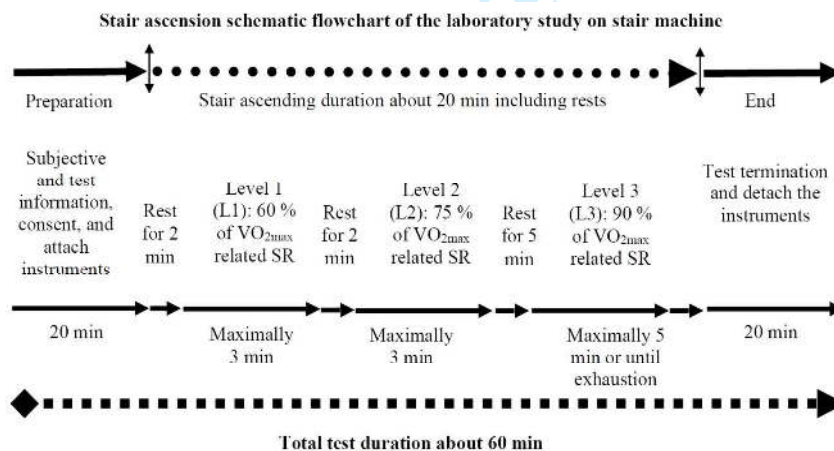 Stair ascension schematic flowchart of the laboratory study on stair machine
Preparation
Stair ascending duration about 20 min including rests
End
Subjective
and test
information,
consent, and
attach
instruments
Rest
for 2
min
Level 1
(L1): 60 %
of VO2max
related SR
Rest
for 2
min
Level 2
(L2): 75 %
of VO2max
related SR
Rest
for 5
min
Level 3
(L3): 90 %
of VO2max
related SR
Test termination
and detach the
instruments
20 min
Maximally
3 min
Maximally
3 min
Maximally 5
min or until
exhaustion
20 min
Total test duration about 60 min